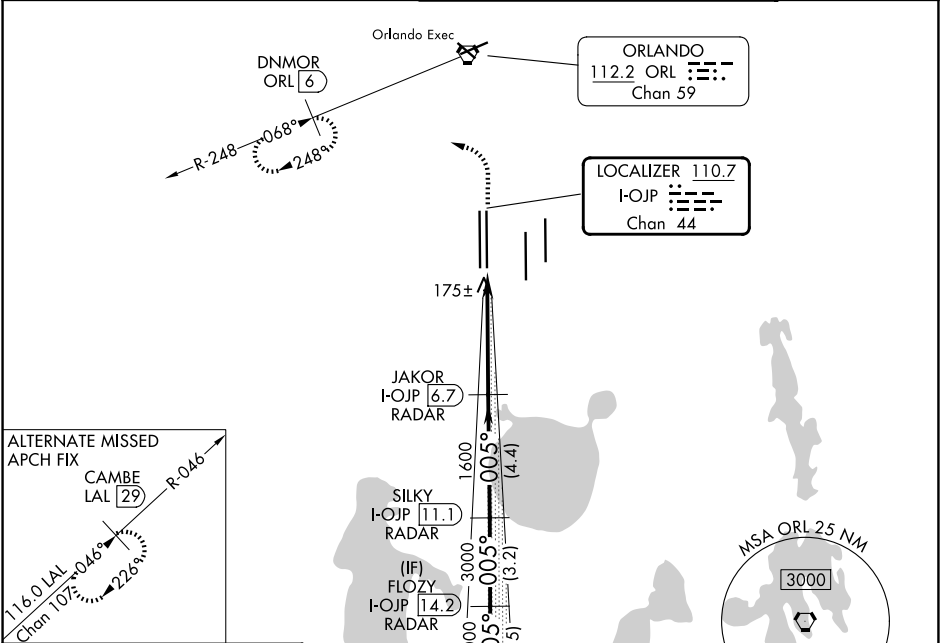 Orlando Exec
DNMOR
ORL 6
ORLANDO
112.2 ORL
Chan 59
R-248
068°
248°
LOCALIZER 110.7
I-OJP
Chan 44
175±
JAKOR
I-OJP 6.7
RADAR
1600
005°
(4.4)
SILKY
I-OJP 11.1
RADAR
3000
005°
(3.2)
(IF)
FLOZY
I-OJP 14.2
RADAR
ALTERNATE MISSED
APCH FIX
CAMBE
LAL 29
R-046
046°
226°
116.0 LAL
Chan 107
MSA ORL 25 NM
3000